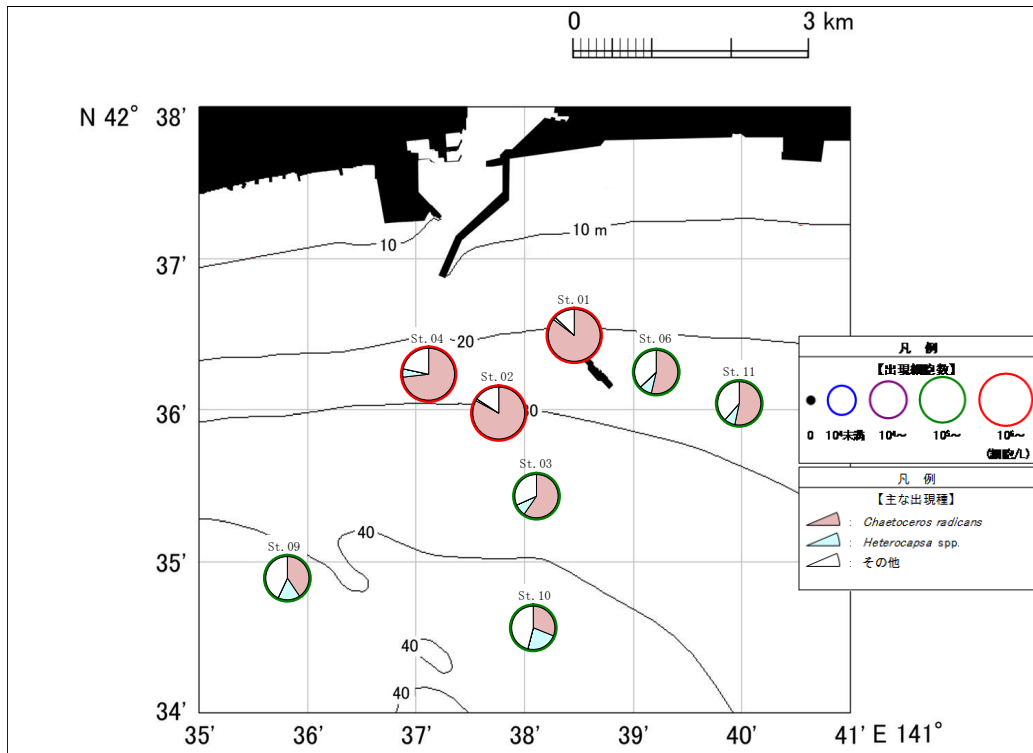 0 3 km
N 42° 38'
10
10 m
37'
St.01
St.04
20
St.06
St.02
St.11
36'
30
St.03
40
St.09
35'
St.10
40
40
34'
35' 36' 37' 38' 39' 40' 41' E 141°
凡 例
【出現細胞数】
0 10⁴未満 10⁴~ 10⁵~ 10⁶~
(細胞/L)
凡 例
【主な出現種】
: Chaetoceros radicans
: Heterocapsa spp.
: その他